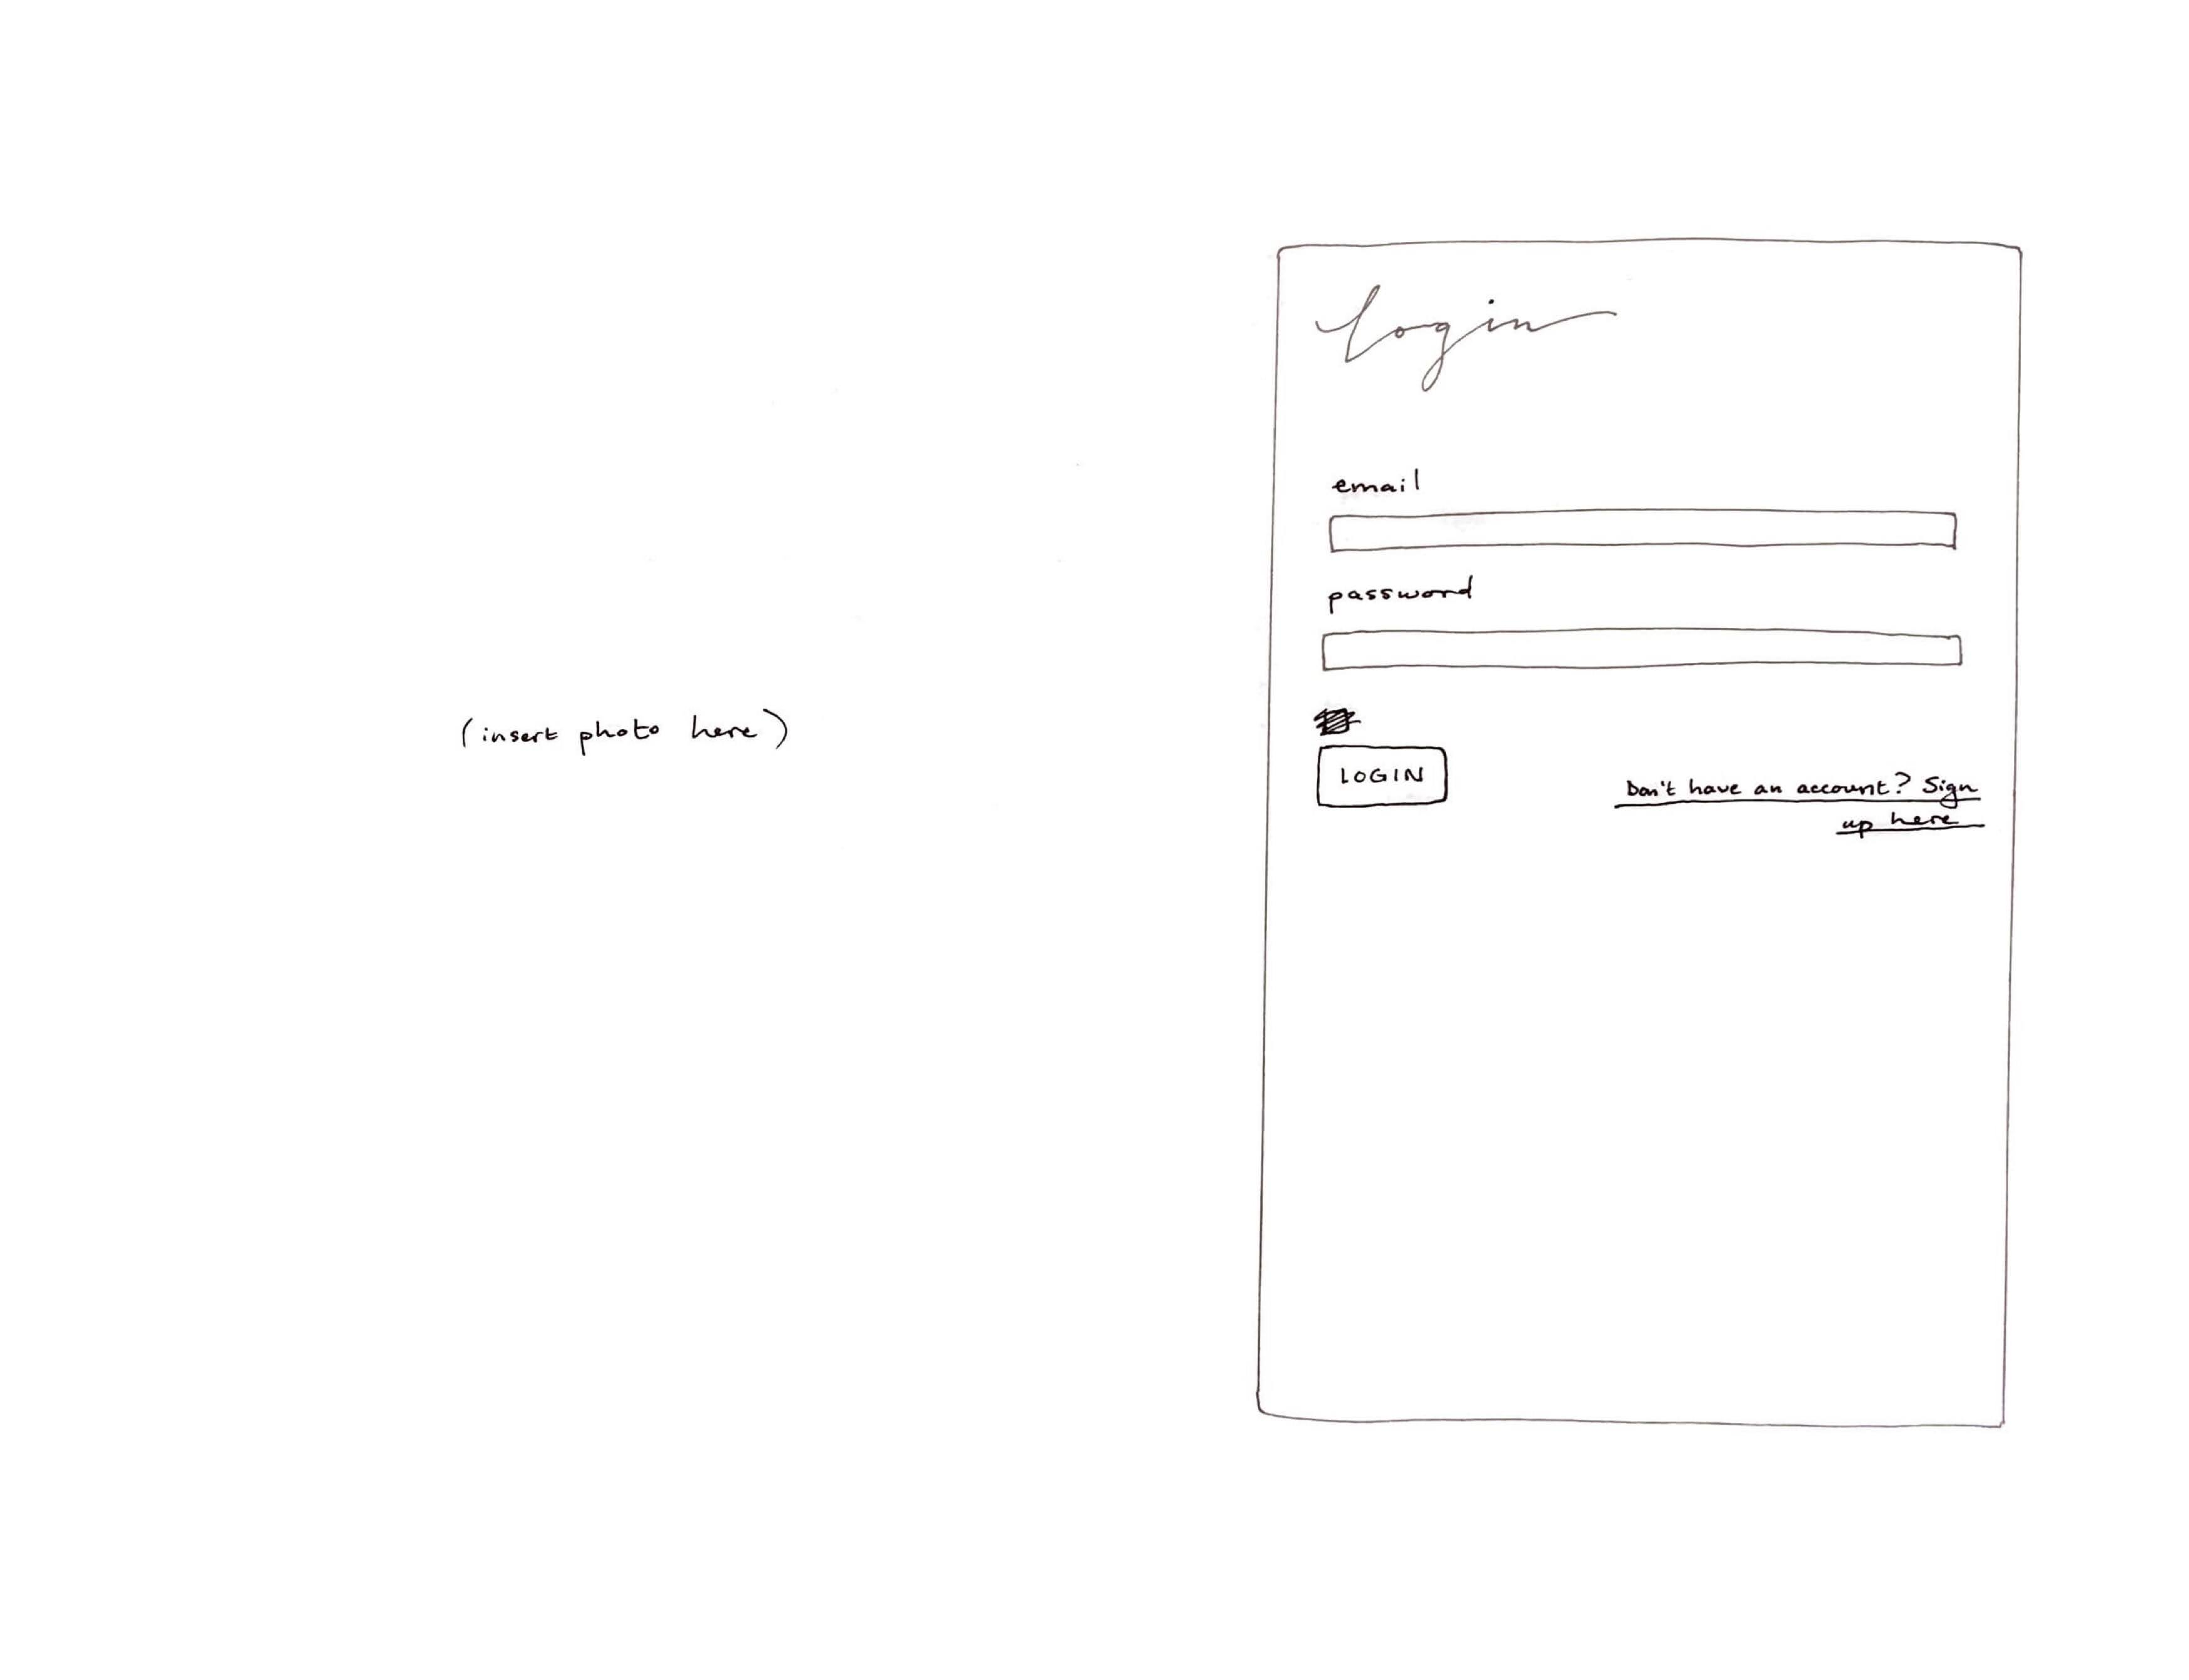 (insert photo here)
Login
email
password
LOGIN
Don't have an account? Sign
up here